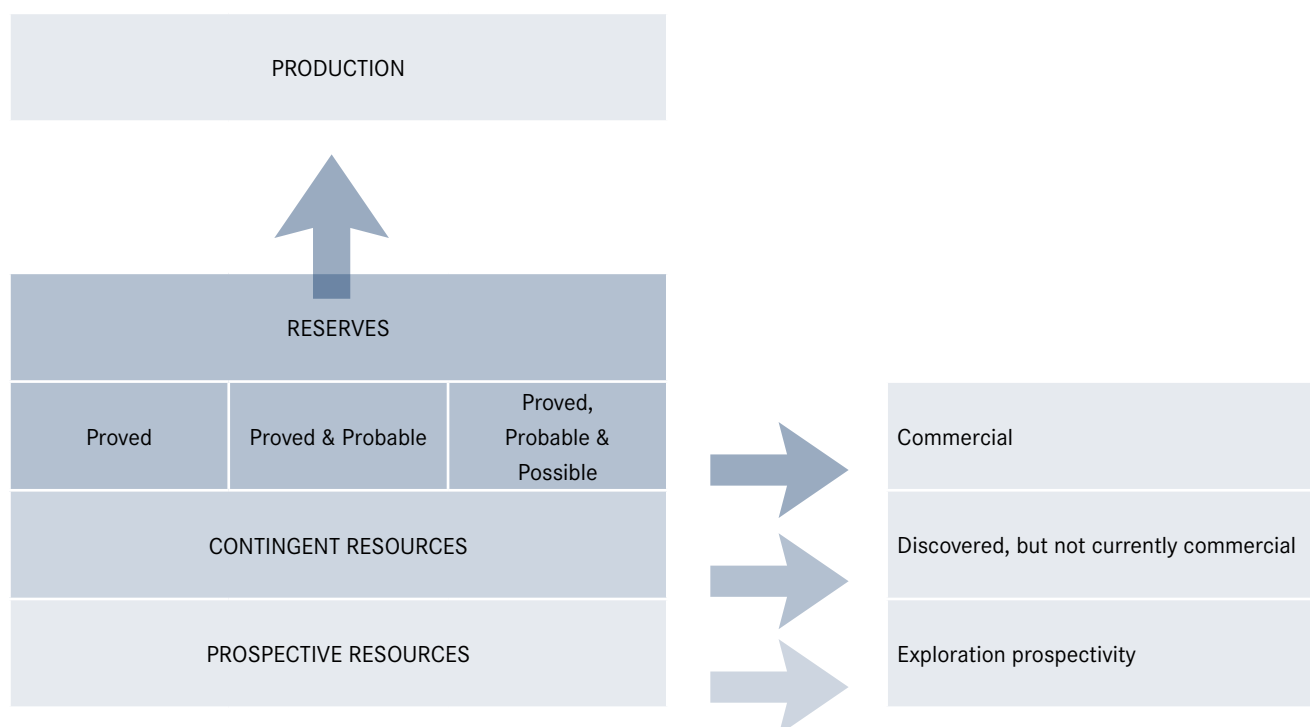 PRODUCTION
RESERVES
Proved
Proved & Probable
Proved,
Probable &
Possible
Commercial
CONTINGENT RESOURCES
Discovered, but not currently commercial
PROSPECTIVE RESOURCES
Exploration prospectivity